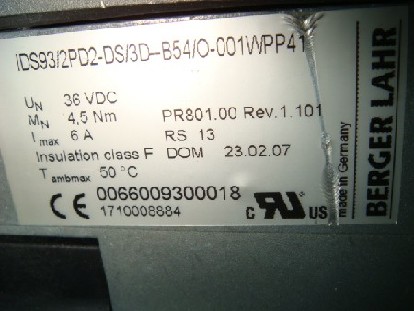 iDS93/2PD2-DS/3D-B54/O-001WPP41
UN 36 VDC
MN 4,5 Nm PR801.00 Rev.1.101
Imax 6 A RS 13
Insulation class F DOM 23.02.07
Tambmax 50 °C
CE 0066009300018
1710008884
C RU US
made in Germany
BERGER LAHR